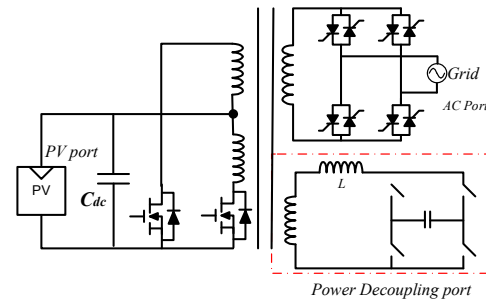 Grid
AC Port
PV port
PV
Cdc
L
Power Decoupling port